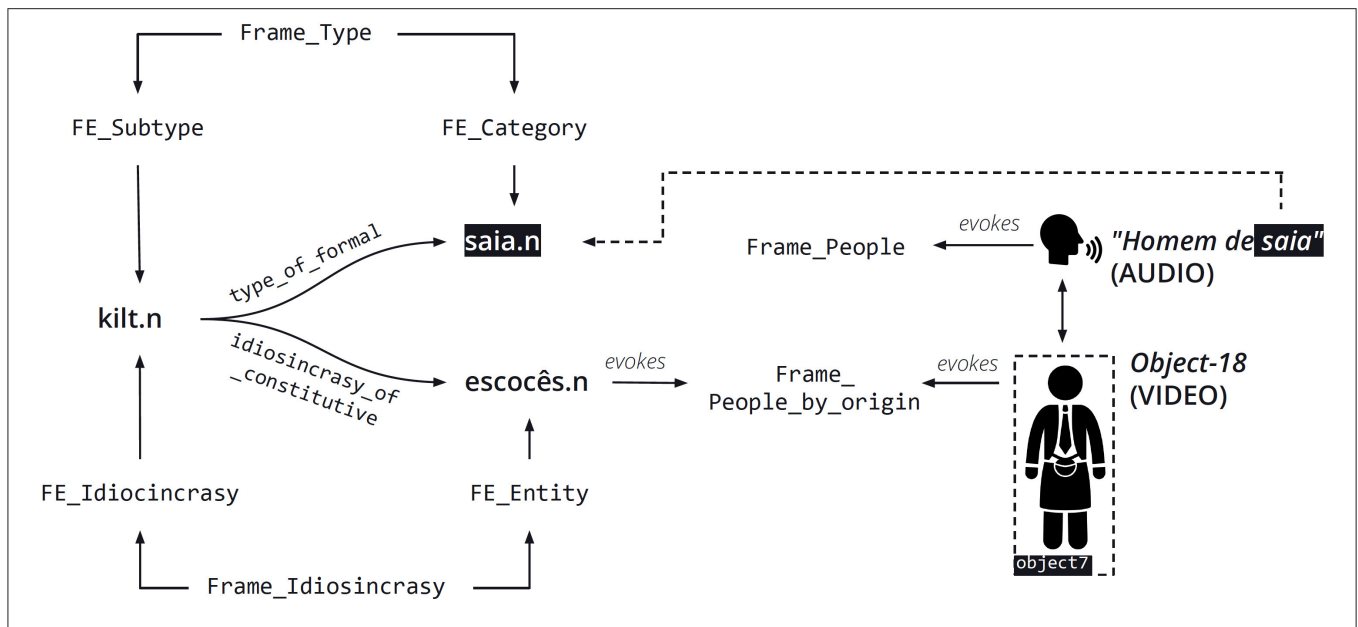 Frame_Type
FE_Subtype
FE_Category
saia.n
type_of_formal
kilt.n
idiosincrasy_of
_constitutive
escocês.n
evokes
Frame_People
evokes
"Homem de saia"
(AUDIO)
Frame_
People_by_origin
evokes
Object-18
(VIDEO)
object7
FE_Idiocincrasy
FE_Entity
Frame_Idiosincrasy